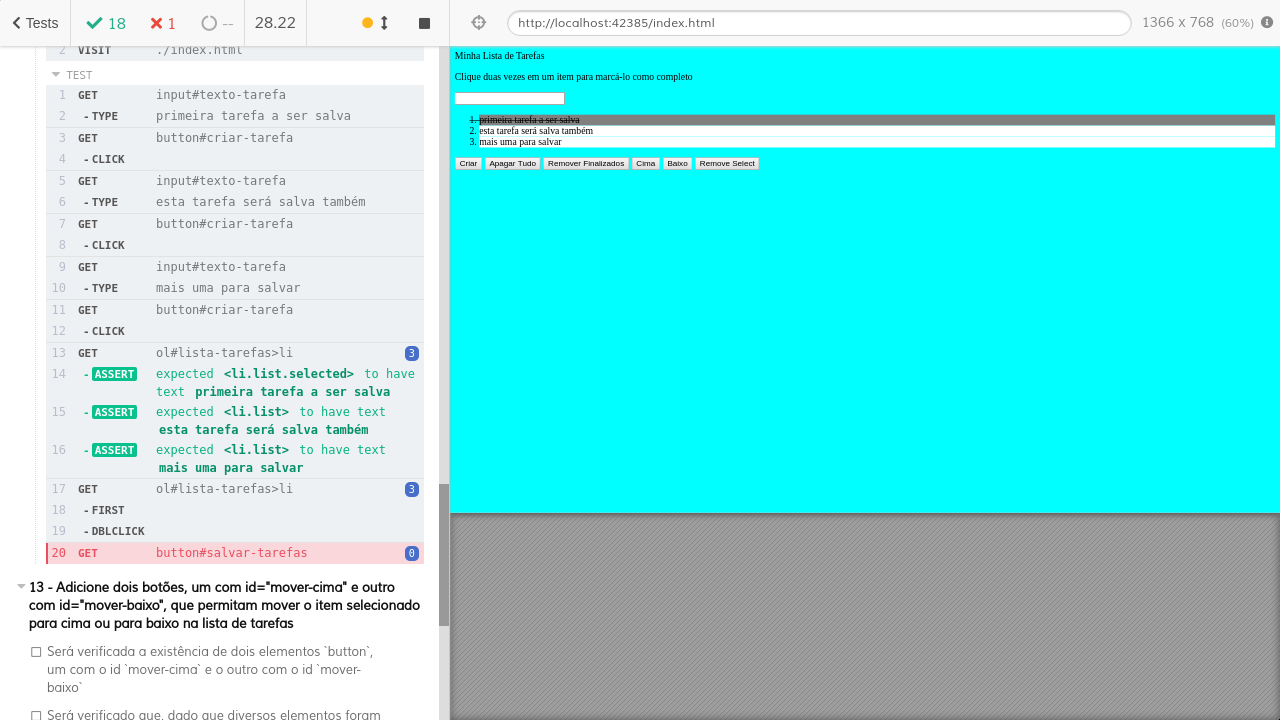 Tests 18 1 -- 28.22
2 VISIT ./index.html
TEST
1 GET input#texto-tarefa
2 -TYPE primeira tarefa a ser salva
3 GET button#criar-tarefa
4 -CLICK
5 GET input#texto-tarefa
6 -TYPE esta tarefa será salva também
7 GET button#criar-tarefa
8 -CLICK
9 GET input#texto-tarefa
10 -TYPE mais uma para salvar
11 GET button#criar-tarefa
12 -CLICK
13 GET ol#lista-tarefas>li 3
14 -ASSERT expected <li.list.selected> to have
text primeira tarefa a ser salva
15 -ASSERT expected <li.list> to have text
esta tarefa será salva também
16 -ASSERT expected <li.list> to have text
mais uma para salvar
17 GET ol#lista-tarefas>li 3
18 -FIRST
19 -DBLCLICK
20 GET button#salvar-tarefas 0
13 - Adicione dois botões, um com id="mover-cima" e outro
com id="mover-baixo", que permitam mover o item selecionado
para cima ou para baixo na lista de tarefas
Será verificada a existência de dois elementos `button`,
um com o id `mover-cima` e o outro com o id `mover-
baixo`
Será verificado que, dado que diversos elementos foram
http://localhost:42385/index.html 1366 x 768 (60%)
Minha Lista de Tarefas
Clique duas vezes em um item para marcá-lo como completo
1. primeira tarefa a ser salva
2. esta tarefa será salva também
3. mais uma para salvar
Criar Apagar Tudo Remover Finalizados Cima Baixo Remove Select